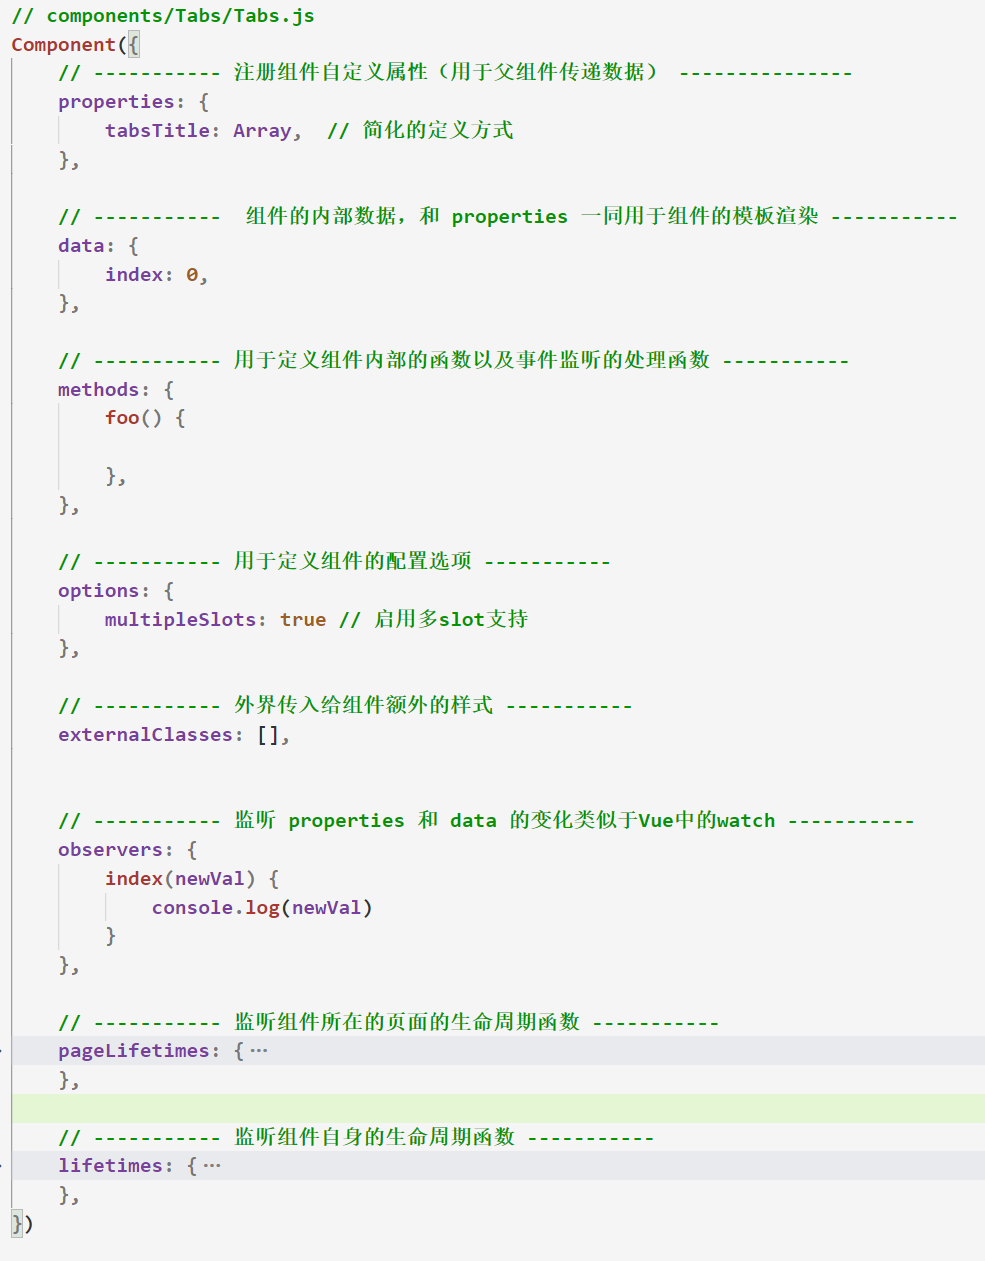 // components/Tabs/Tabs.js
Component({
    // ----------- 注册组件自定义属性（用于父组件传递数据） ---------------
    properties: {
        tabsTitle: Array,  // 简化的定义方式
    },
    // -----------  组件的内部数据，和 properties 一同用于组件的模板渲染 -----------
    data: {
        index: 0,
    },
    // ----------- 用于定义组件内部的函数以及事件监听的处理函数 -----------
    methods: {
        foo() {
        },
    },
    // ----------- 用于定义组件的配置选项 -----------
    options: {
        multipleSlots: true // 启用多slot支持
    },
    // ----------- 外界传入给组件额外的样式 -----------
    externalClasses: [],
    // ----------- 监听 properties 和 data 的变化类似于Vue中的watch -----------
    observers: {
        index(newVal) {
            console.log(newVal)
        }
    },
    // ----------- 监听组件所在的页面的生命周期函数 -----------
    pageLifetimes: {···
    },
    // ----------- 监听组件自身的生命周期函数 -----------
    lifetimes: {···
    },
})